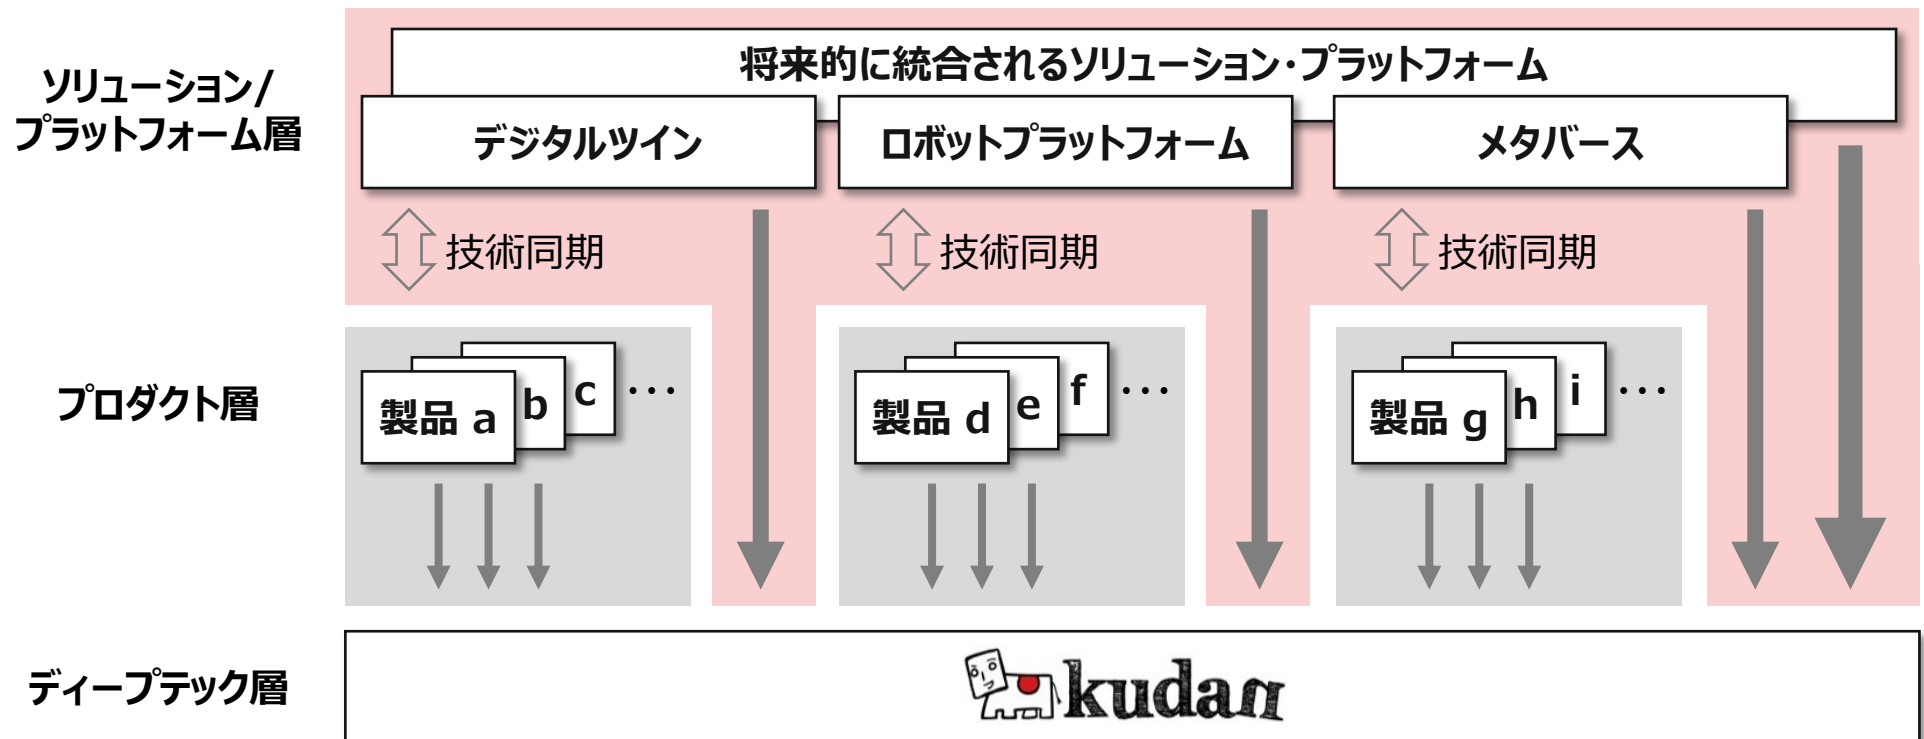 将来的に統合されるソリューション・プラットフォーム
ソリューション/
プラットフォーム層
デジタルツイン
ロボットプラットフォーム
メタバース
技術同期
技術同期
技術同期
プロダクト層
製品 a
b
c
…
製品 d
e
f
…
製品 g
h
i
…
ディープテック層
kudan